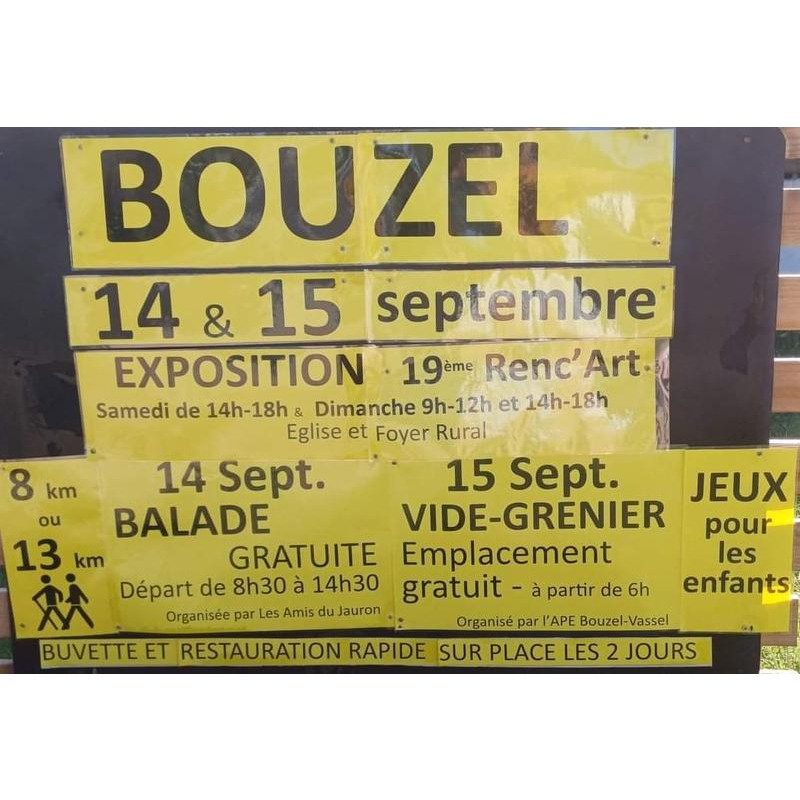 BOUZEL
14 & 15 septembre
EXPOSITION · 19ème Renc'Art
Samedi de 14h-18h & Dimanche 9h-12h et 14h-18h
Eglise et Foyer Rural
8 km
ou
13 km
14 Sept.
BALADE
GRATUITE
Départ de 8h30 à 14h30
Organisée par Les Amis du Jauron
15 Sept.
VIDE-GRENIER
Emplacement
gratuit - à partir de 6h
Organisé par l'APE Bouzel-Vassel
JEUX
pour
les
enfants
BUVETTE ET RESTAURATION RAPIDE SUR PLACE LES 2 JOURS